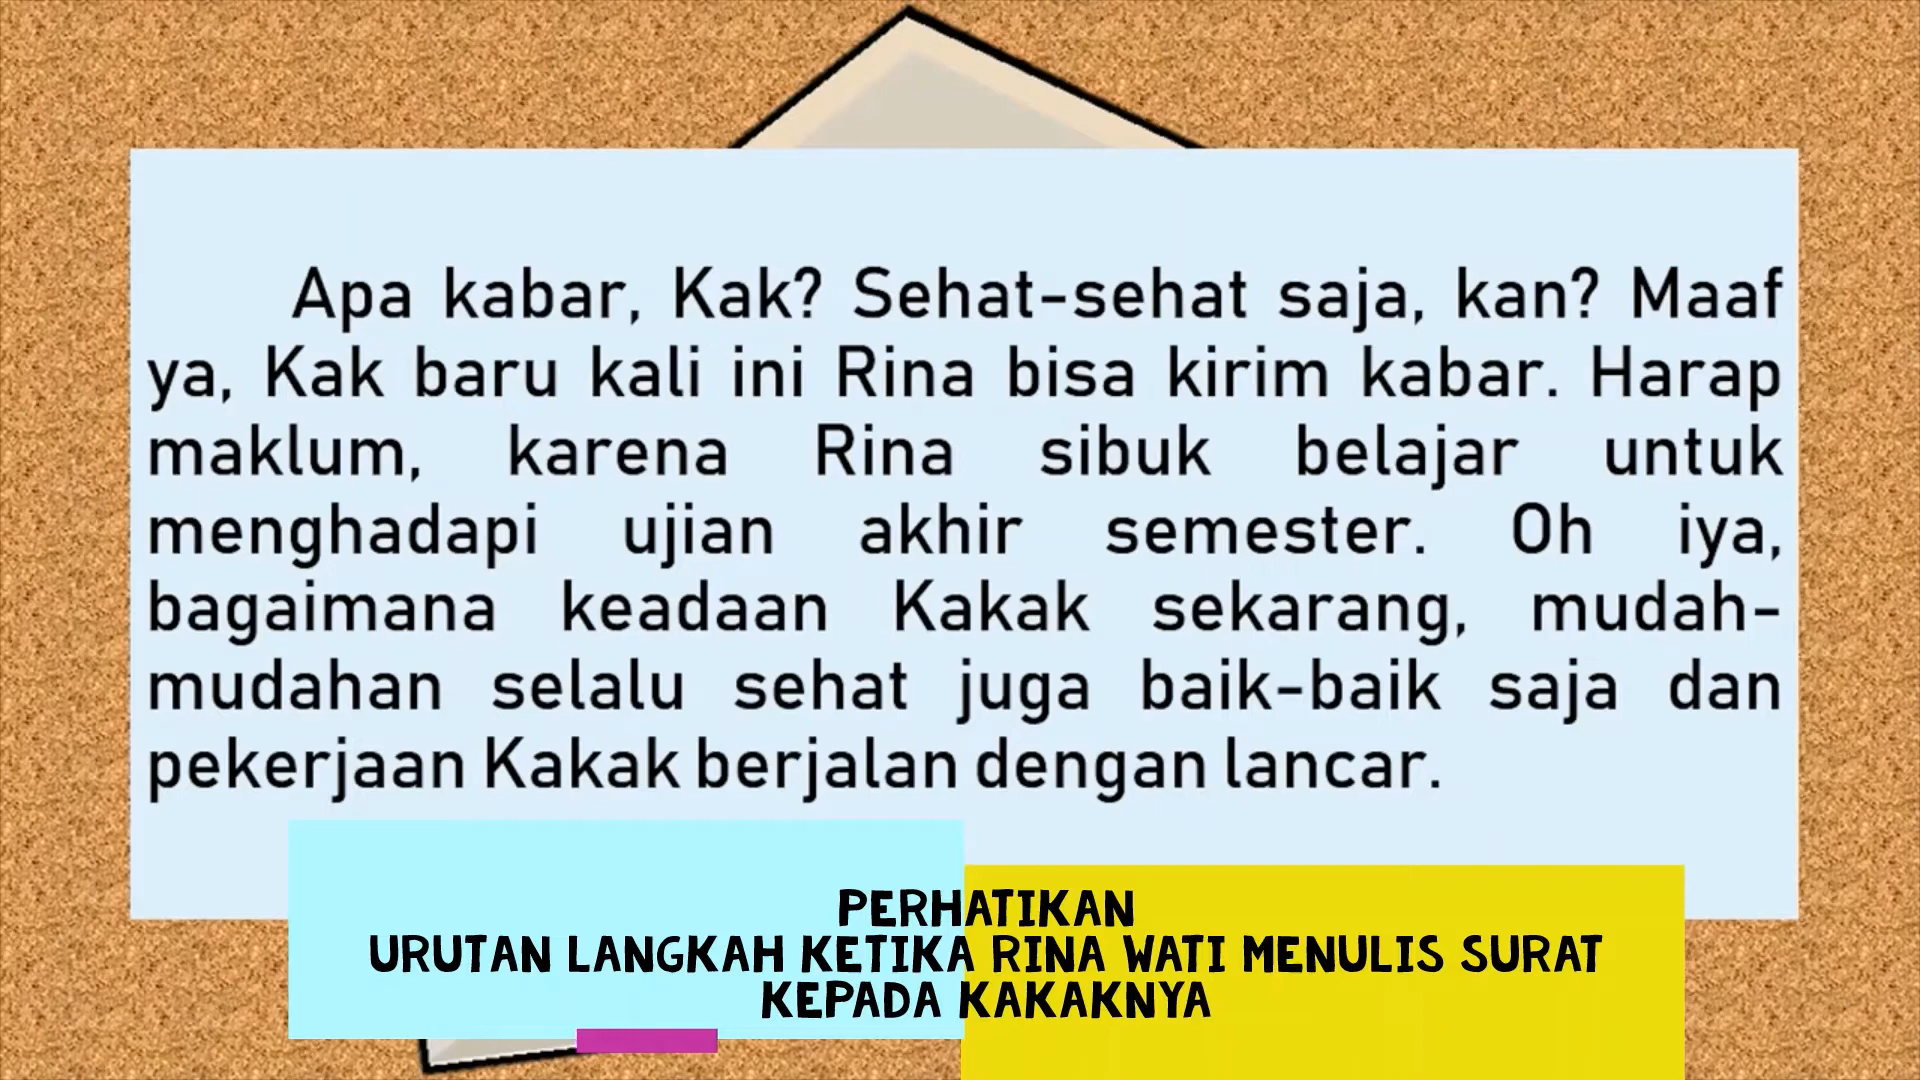 Apa kabar, Kak? Sehat-sehat saja, kan? Maaf
ya, Kak baru kali ini Rina bisa kirim kabar. Harap
maklum, karena Rina sibuk belajar untuk
menghadapi ujian akhir semester. Oh iya,
bagaimana keadaan Kakak sekarang, mudah-
mudahan selalu sehat juga baik-baik saja dan
pekerjaan Kakak berjalan dengan lancar.
PERHATIKAN
URUTAN LANGKAH KETIKA RINA WATI MENULIS SURAT
KEPADA KAKAKNYA